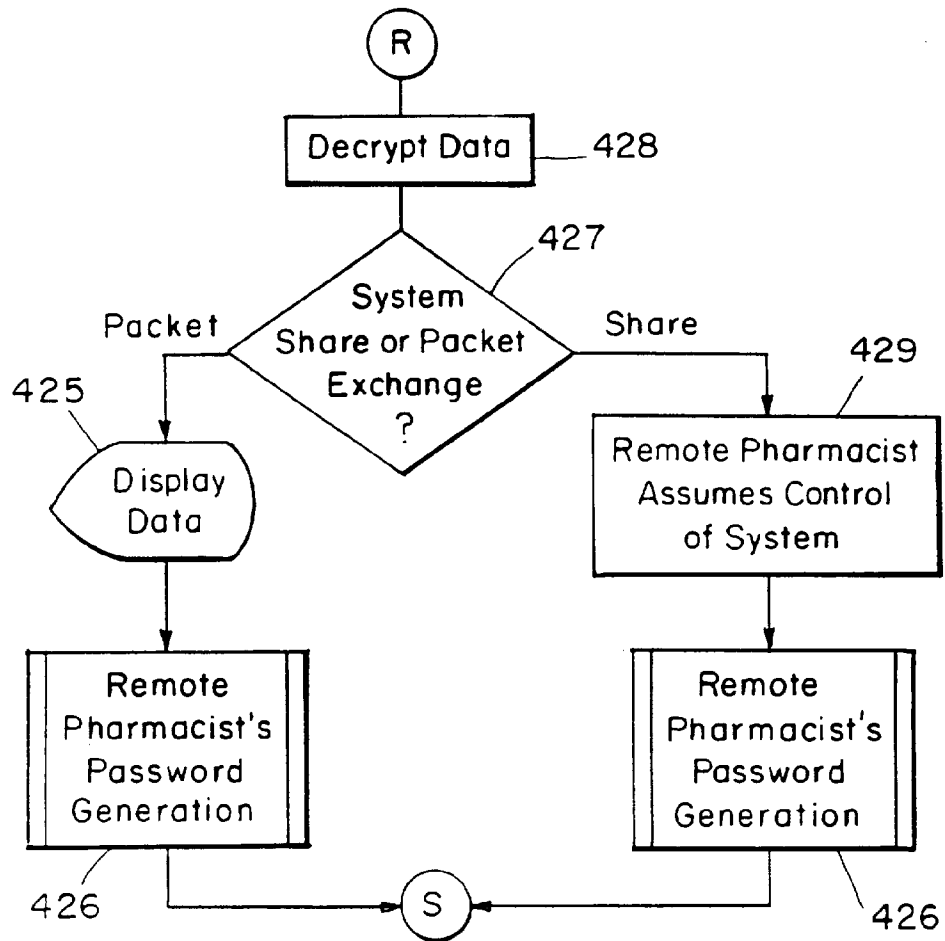 R
Decrypt Data
428
427
System
Share or Packet
Exchange
?
Packet
Share
425
429
Display
Data
Remote Pharmacist
Assumes Control
of System
Remote
Pharmacist's
Password
Generation
Remote
Pharmacist's
Password
Generation
426
S
426